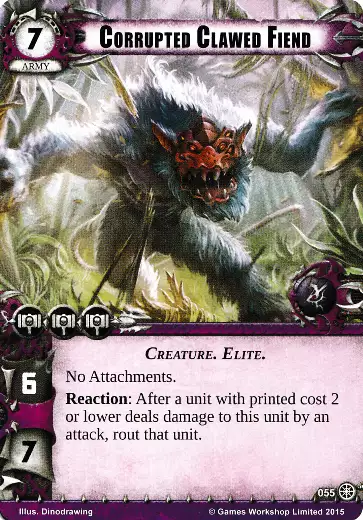 7
ARMY
CORRUPTED CLAWED FIEND
CREATURE. ELITE.
6
7
No Attachments.
Reaction: After a unit with printed cost 2
or lower deals damage to this unit by an
attack, rout that unit.
055
Illus. Dinodrawing
© Games Workshop Limited 2015